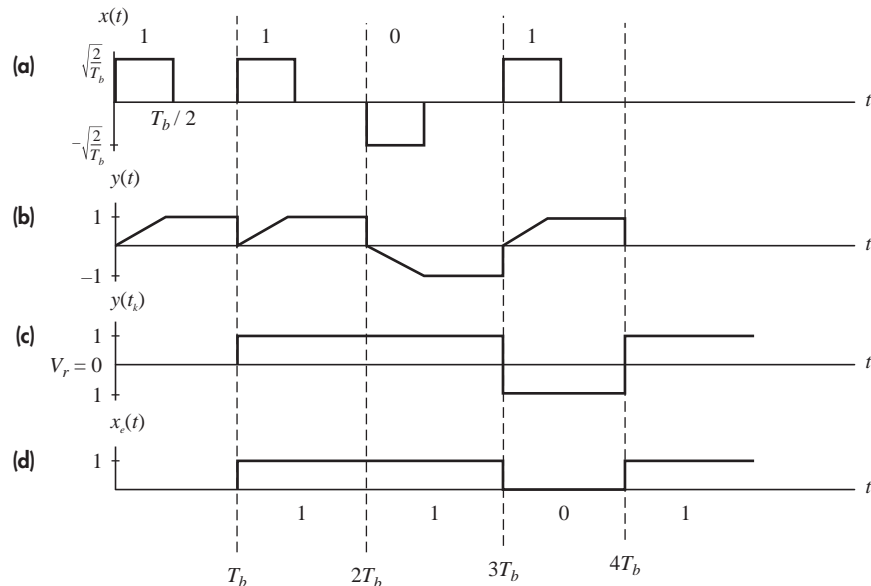 x(t)
1 1 0 1
(a)
√(2/T_b)
t
T_b / 2
−√(2/T_b)
y(t)
(b)
1
t
−1
y(t_k)
(c)
1
V_r = 0
t
1
x_e(t)
(d)
1
t
1 1 0 1
T_b 2T_b 3T_b 4T_b